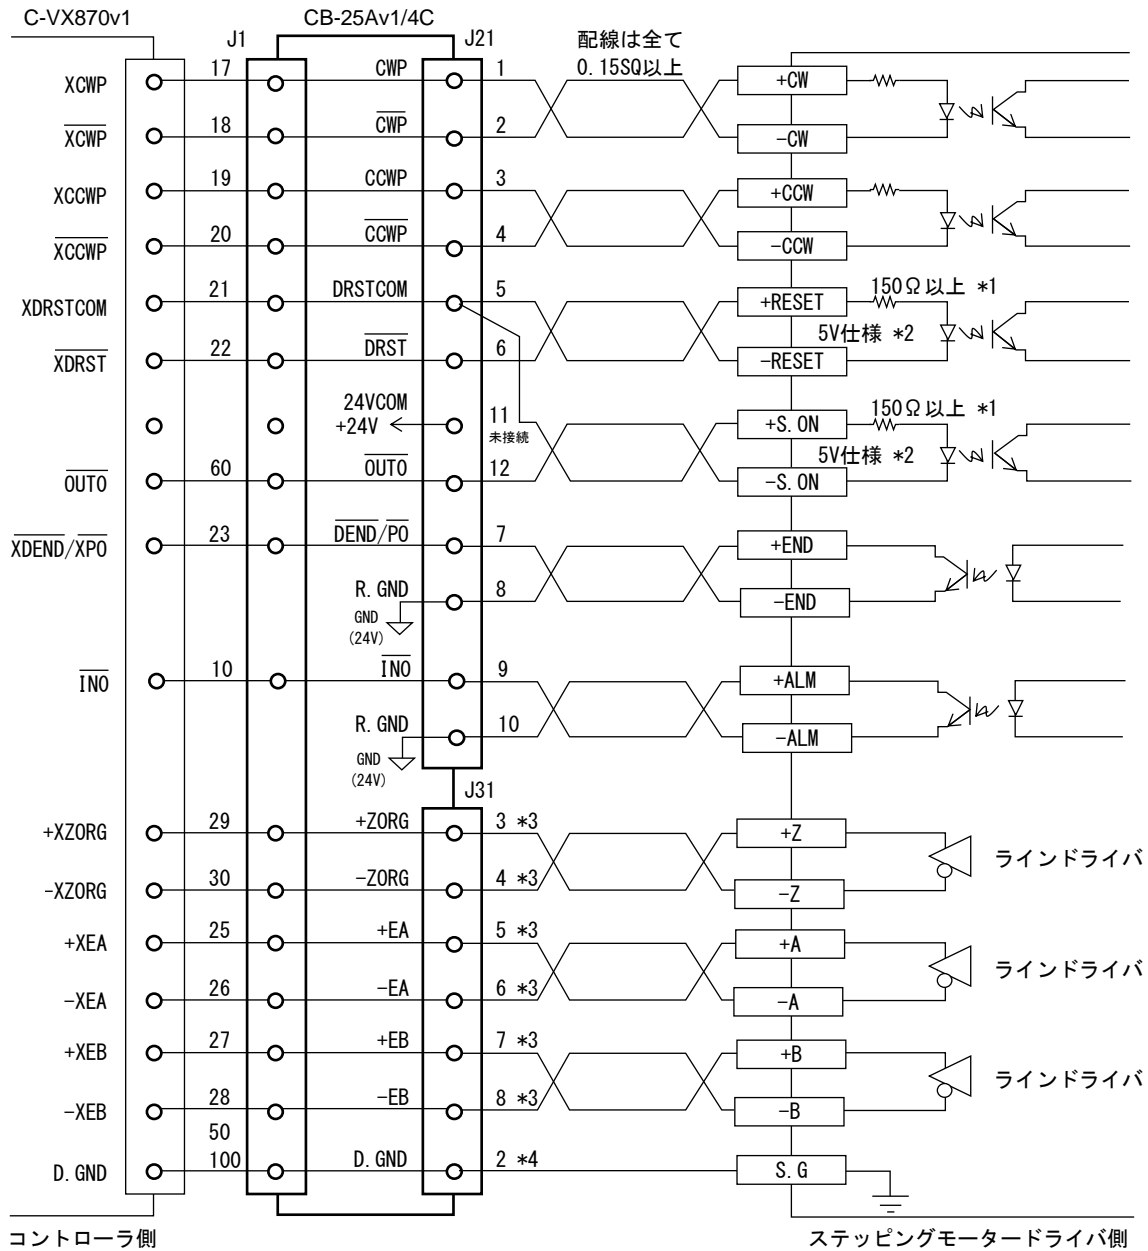 C-VX870v1 CB-25Av1/4C
J1 J21 配線は全て
0.15SQ以上
XCWP 17 CWP 1 +CW
XCWP 18 CWP 2 -CW
XCCWP 19 CCWP 3 +CCW
XCCWP 20 CCWP 4 -CCW
XDRSTCOM 21 DRSTCOM 5 +RESET 150Ω以上 *1
5V仕様 *2
XDRST 22 DRST 6 -RESET
24VCOM
+24V 11 未接続 +S.ON 150Ω以上 *1
5V仕様 *2
OUT0 60 OUT0 12 -S.ON
XDEND/XPO 23 DEND/PO 7 +END
R.GND 8 -END
GND
(24V)
IN0 10 IN0 9 +ALM
R.GND 10 -ALM
GND
(24V)
J31
+XZORG 29 +ZORG 3 *3 +Z
ラインドライバ
-XZORG 30 -ZORG 4 *3 -Z
+XEA 25 +EA 5 *3 +A
ラインドライバ
-XEA 26 -EA 6 *3 -A
+XEB 27 +EB 7 *3 +B
ラインドライバ
-XEB 28 -EB 8 *3 -B
50
D.GND 100 D.GND 2 *4 S.G
コントローラ側 ステッピングモータードライバ側